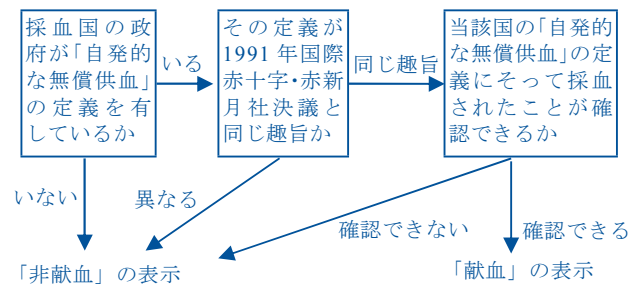 採血国の政
府が「自発的
な無償供血」
の定義を有
しているか
いる
その定義が
1991年国際
赤十字・赤新
月社決議と
同じ趣旨か
同じ趣旨
当該国の「自発的
な無償供血」の定
義にそって採血
されたことが確
認できるか
いない
異なる
確認できない
確認できる
「非献血」の表示
「献血」の表示